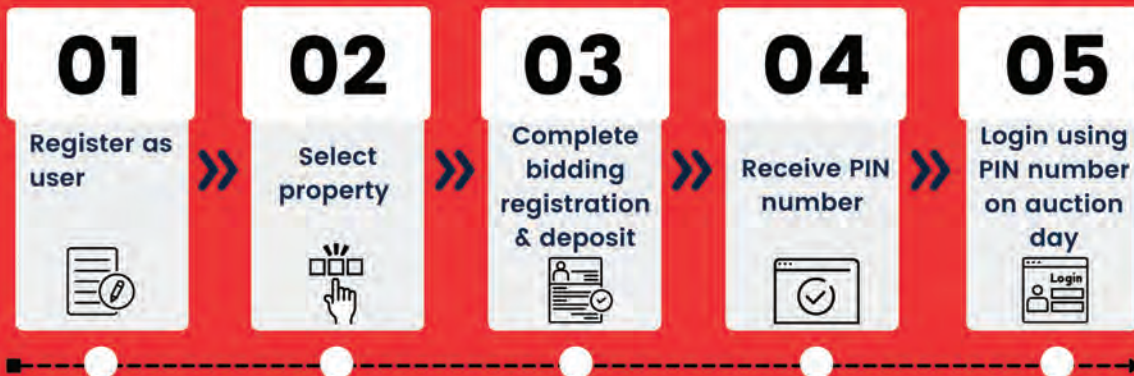 01
Register as
user
02
Select
property
03
Complete
bidding
registration
& deposit
04
Receive PIN
number
05
Login using
PIN number
on auction
day
Login